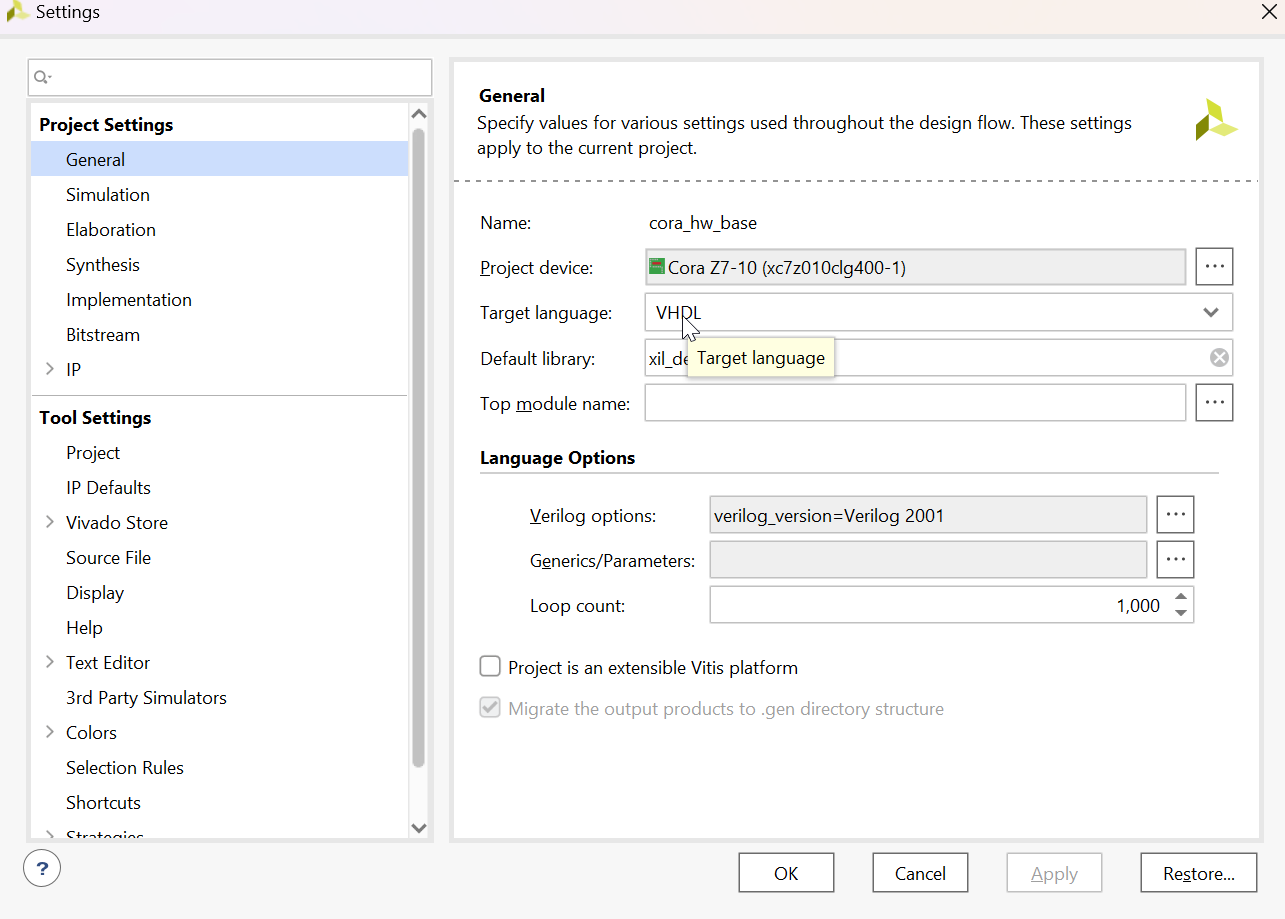 Settings
Project Settings
General
Simulation
Elaboration
Synthesis
Implementation
Bitstream
IP
Tool Settings
Project
IP Defaults
Vivado Store
Source File
Display
Help
Text Editor
3rd Party Simulators
Colors
Selection Rules
Shortcuts
Strategies
General
Specify values for various settings used throughout the design flow. These settings
apply to the current project.
Name: cora_hw_base
Project device: Cora Z7-10 (xc7z010clg400-1)
Target language: VHDL
Default library: xil_de
Target language
Top module name:
Language Options
Verilog options: verilog_version=Verilog 2001
Generics/Parameters:
Loop count: 1,000
Project is an extensible Vitis platform
Migrate the output products to .gen directory structure
?
OK Cancel Apply Restore...